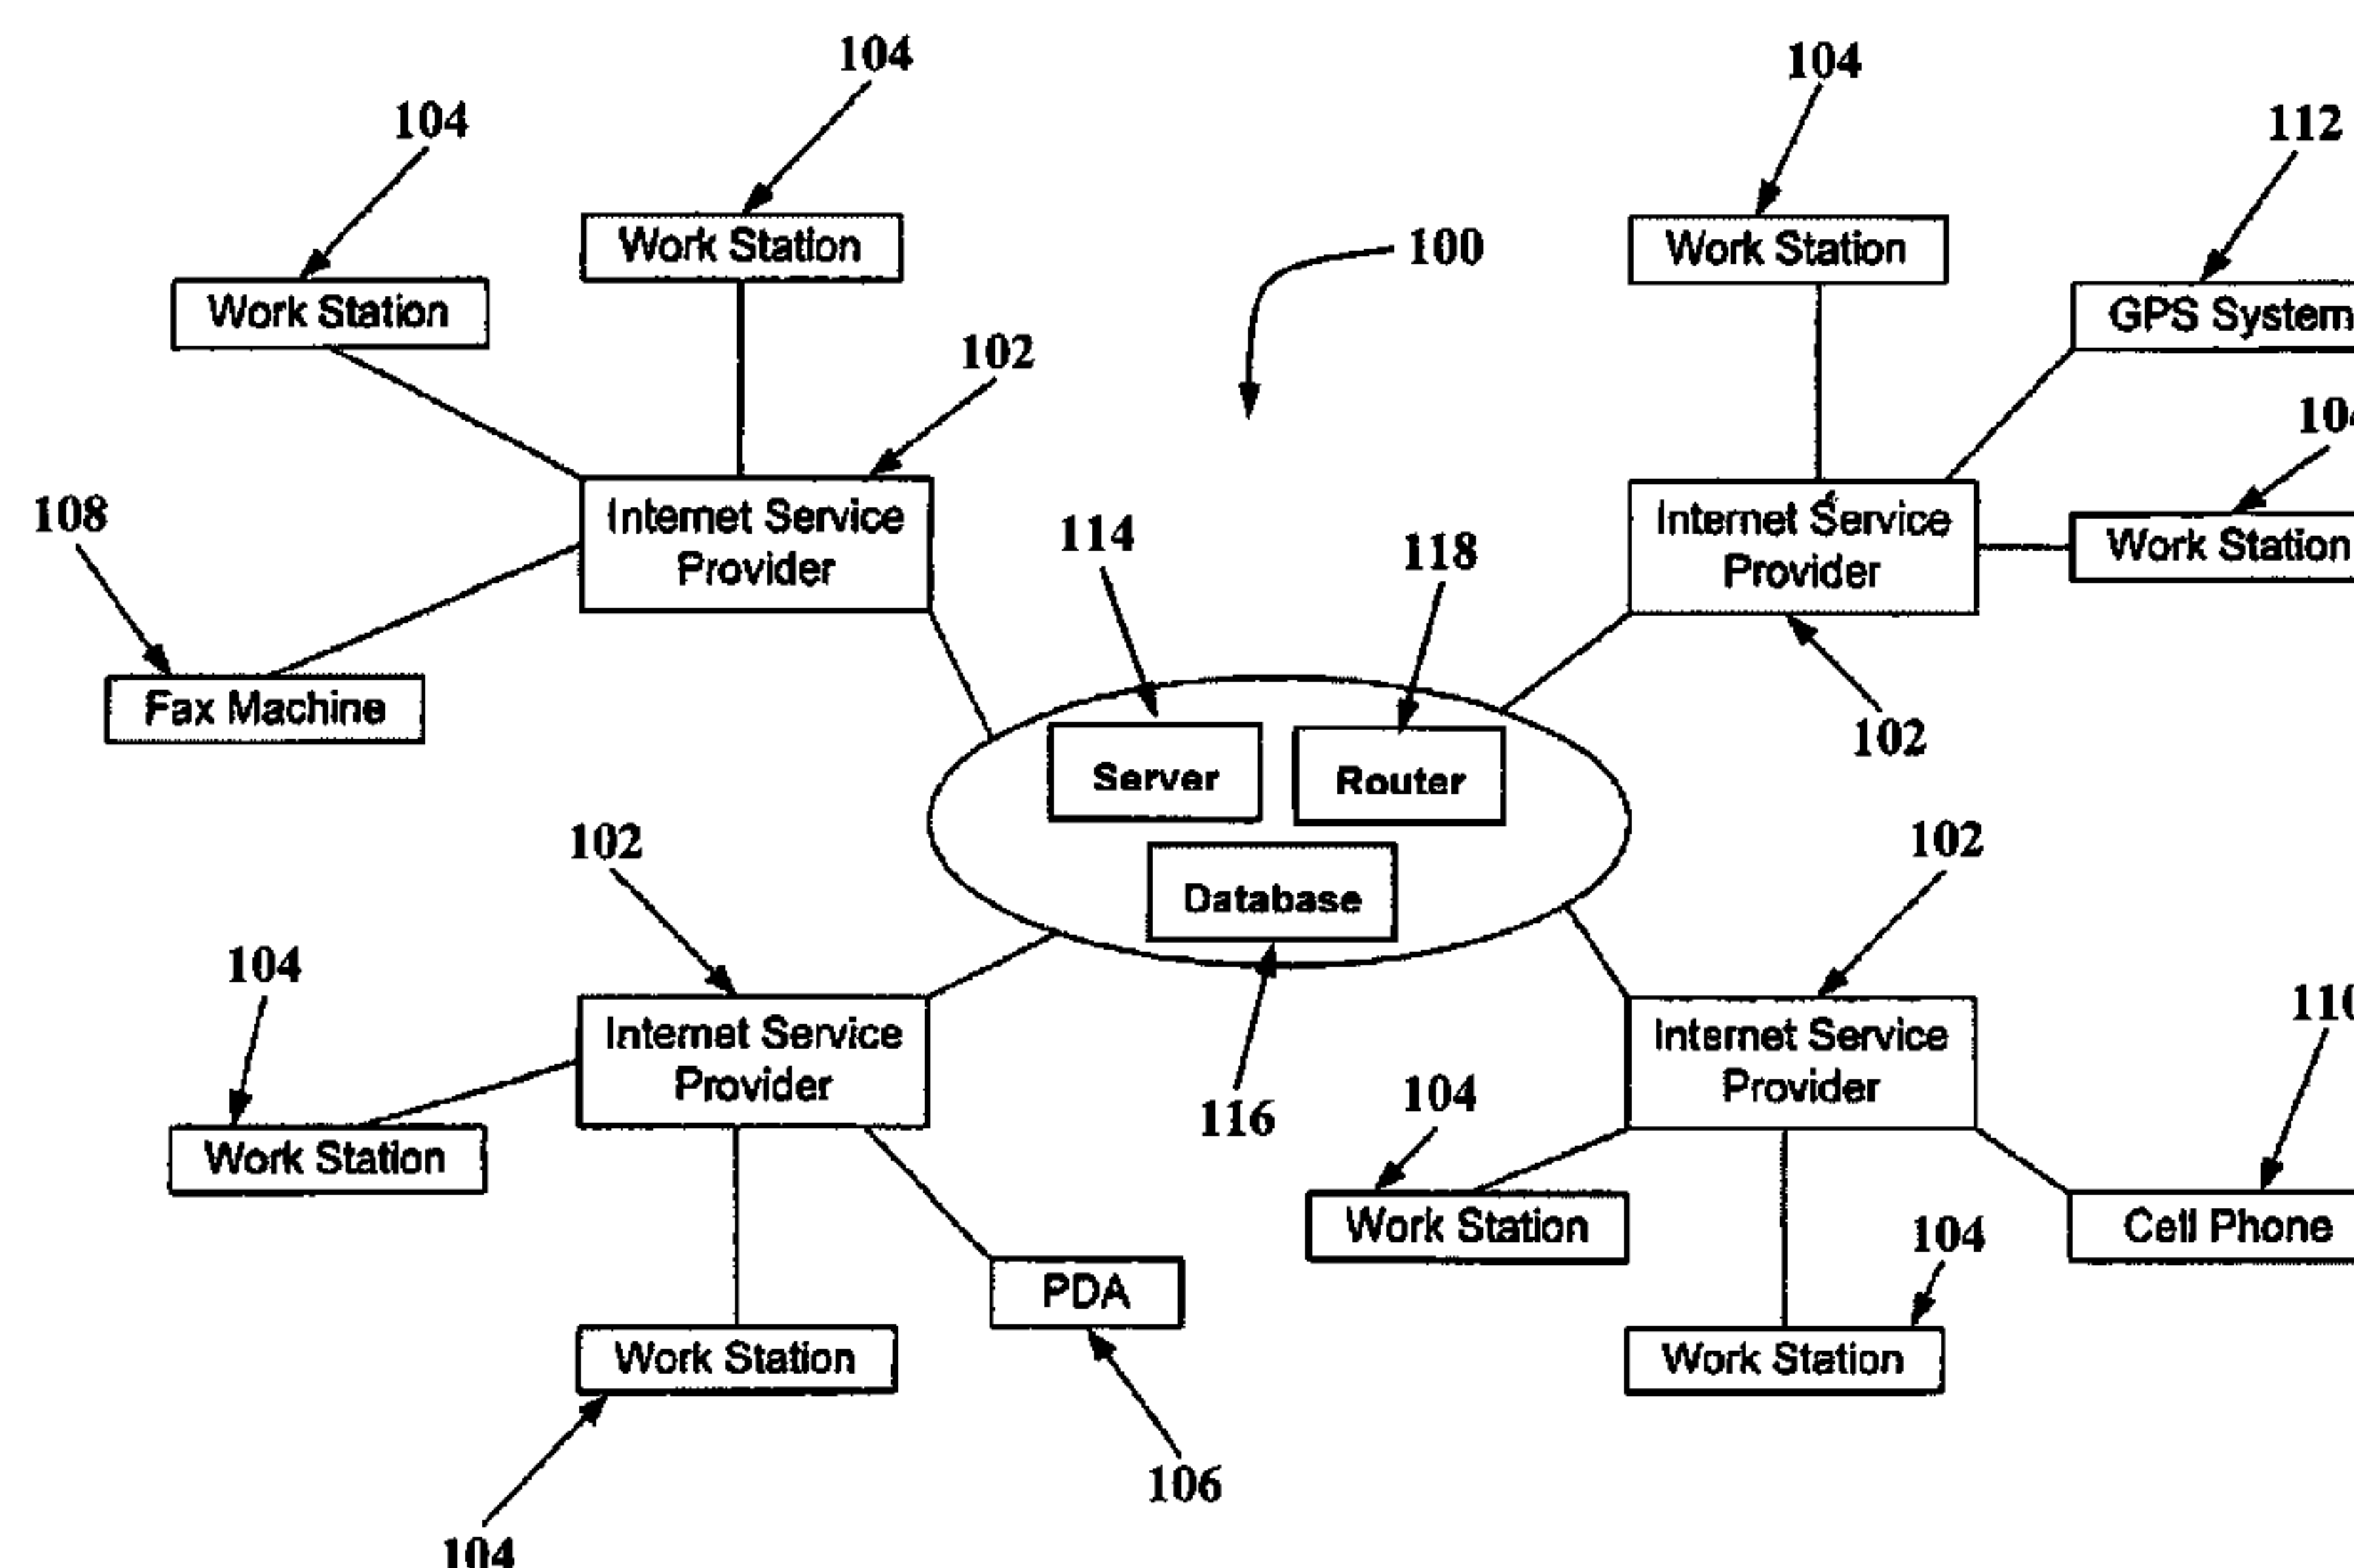 104
104
104
112
Work Station
Work Station
100
Work Station
GPS System
102
104
108
Internet Service
Provider
114
118
Internet Service
Provider
Work Station
Fax Machine
Server
Router
102
102
Database
102
104
Internet Service
Provider
Internet Service
Provider
110
104
116
Work Station
Work Station
104
Cell Phone
PDA
Work Station
Work Station
106
104